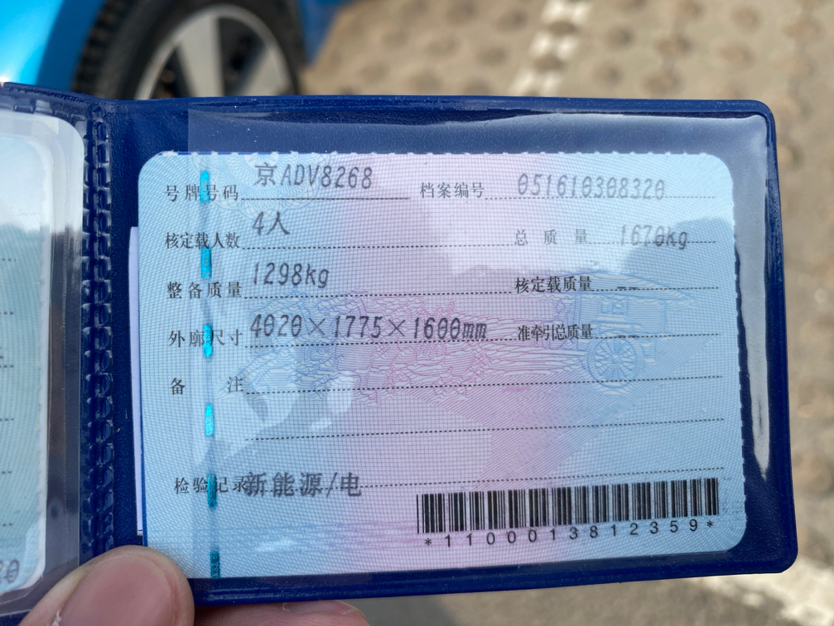 号牌号码 京ADV8268 档案编号 051610308320
核定载人数 4人 总质量 1670kg
整备质量 1298kg 核定载质量 --
外廓尺寸 4020×1775×1600mm 准牵引总质量 --
备注
检验记录 新能源/电
*1100013812359*